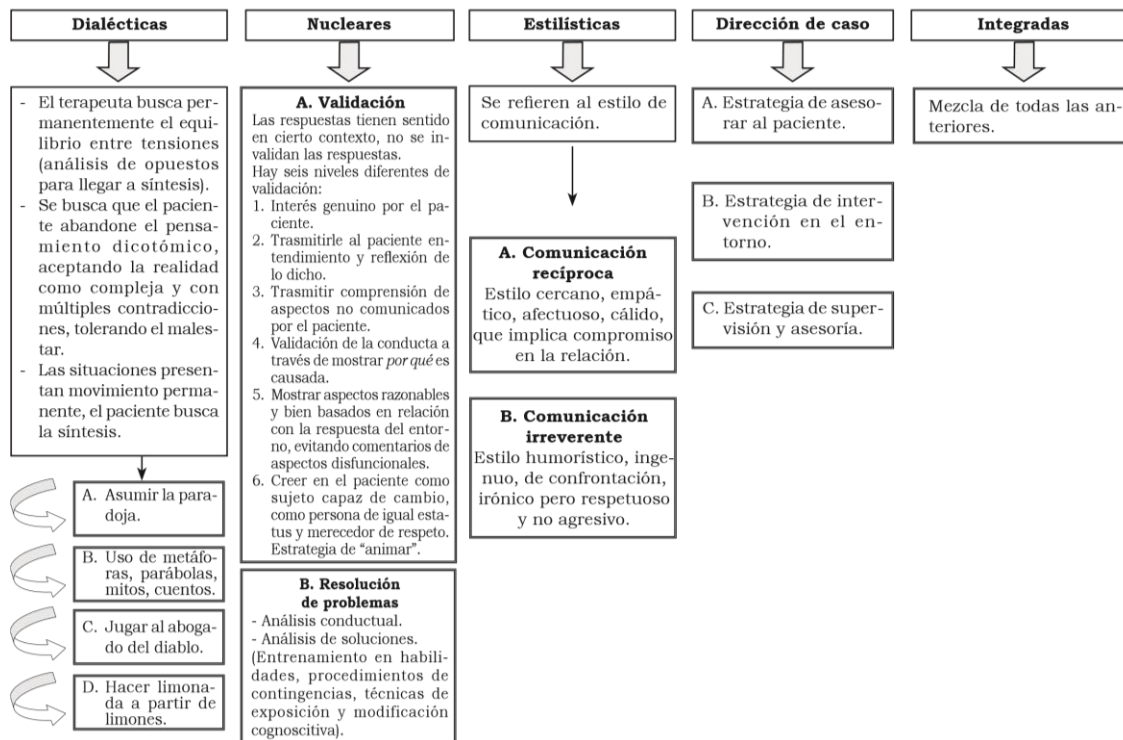 Dialécticas
- El terapeuta busca per-
manentemente el equi-
librio entre tensiones
(análisis de opuestos
para llegar a síntesis).
- Se busca que el pacien-
te abandone el pensa-
miento dicotómico,
aceptando la realidad
como compleja y con
múltiples contradiccio-
nes, tolerando el males-
tar.
- Las situaciones presen-
tan movimiento perma-
nente, el paciente busca
la síntesis.
A. Asumir la para-
doja.
B. Uso de metáfo-
ras, parábolas,
mitos, cuentos.
C. Jugar al aboga-
do del diablo.
D. Hacer limona-
da a partir de
limones.
Nucleares
A. Validación
Las respuestas tienen sentido
en cierto contexto, no se in-
validan las respuestas.
Hay seis niveles diferentes de
validación:
1. Interés genuino por el pa-
ciente.
2. Trasmitirle al paciente en-
tendimiento y reflexión de
lo dicho.
3. Trasmitir comprensión de
aspectos no comunicados
por el paciente.
4. Validación de la conducta a
través de mostrar por qué es
causada.
5. Mostrar aspectos razonables
y bien basados en relación
con la respuesta del entor-
no, evitando comentarios de
aspectos disfuncionales.
6. Creer en el paciente como
sujeto capaz de cambio,
como persona de igual esta-
tus y merecedor de respeto.
Estrategia de “animar”.
B. Resolución
de problemas
- Análisis conductual.
- Análisis de soluciones.
(Entrenamiento en habili-
dades, procedimientos de
contingencias, técnicas de
exposición y modificación
cognoscitiva).
Estilísticas
Se refieren al estilo de
comunicación.
A. Comunicación
recíproca
Estilo cercano, empá-
tico, afectuoso, cálido,
que implica compromiso
en la relación.
B. Comunicación
irreverente
Estilo humorístico, inge-
nuo, de confrontación,
irónico pero respetuoso
y no agresivo.
Dirección de caso
A. Estrategia de aseso-
rar al paciente.
B. Estrategia de inter-
vención en el en-
torno.
C. Estrategia de super-
visión y asesoría.
Integradas
Mezcla de todas las an-
teriores.